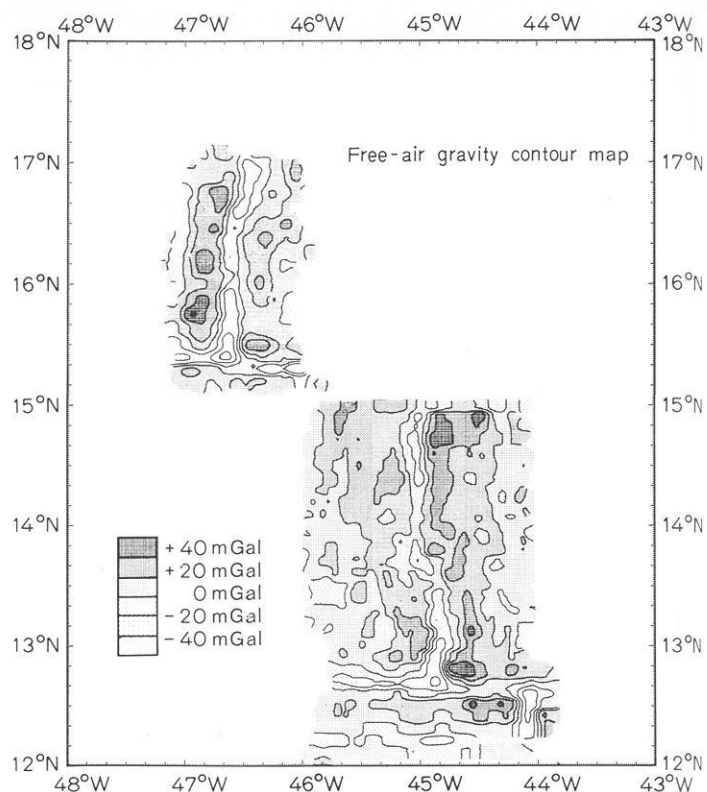 48°W 47°W 46°W 45°W 44°W 43°W
18°N 18°N
Free-air gravity contour map
17°N 17°N
16°N 16°N
15°N 15°N
14°N 14°N
+40 mGal
+20 mGal
0 mGal
-20 mGal
-40 mGal
13°N 13°N
12°N 12°N
48°W 47°W 46°W 45°W 44°W 43°W